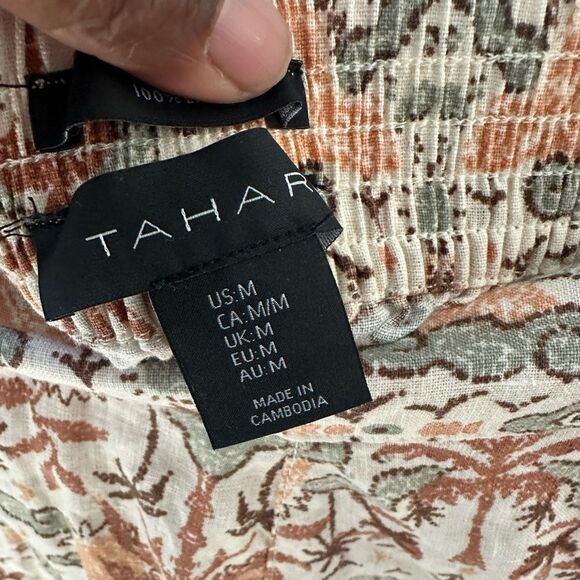 100%
TAHAR
US:M
CA:M/M
UK:M
EU:M
AU:M
MADE IN
CAMBODIA